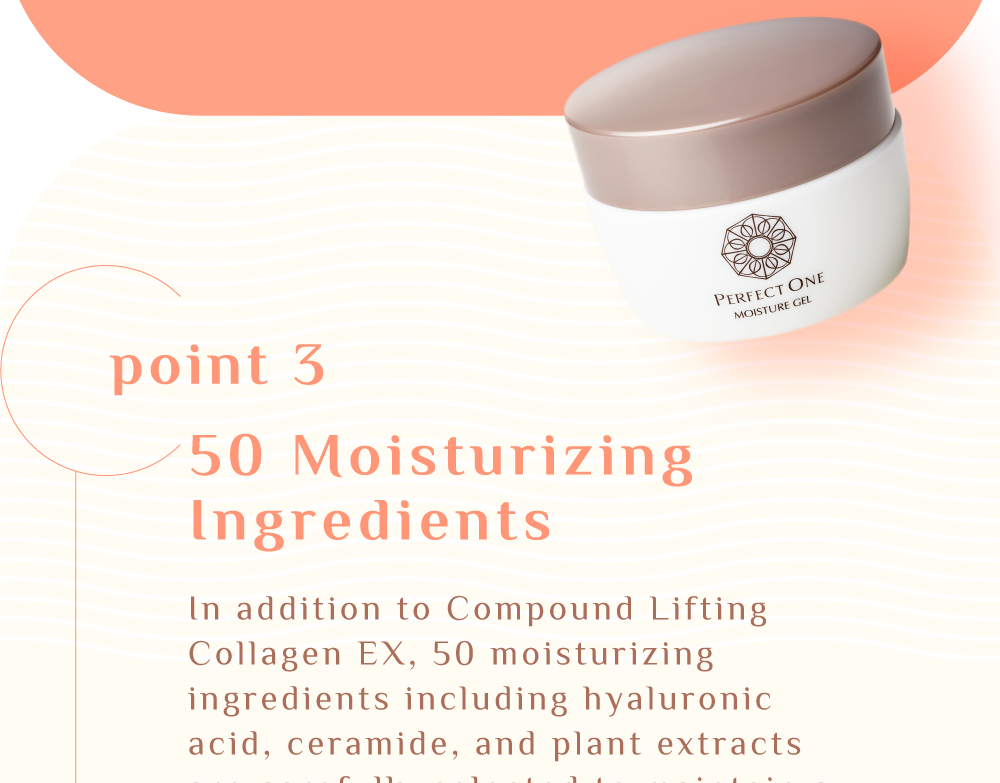 PERFECT ONE
MOISTURE GEL
point 3
50 Moisturizing
Ingredients
In addition to Compound Lifting
Collagen EX, 50 moisturizing
ingredients including hyaluronic
acid, ceramide, and plant extracts